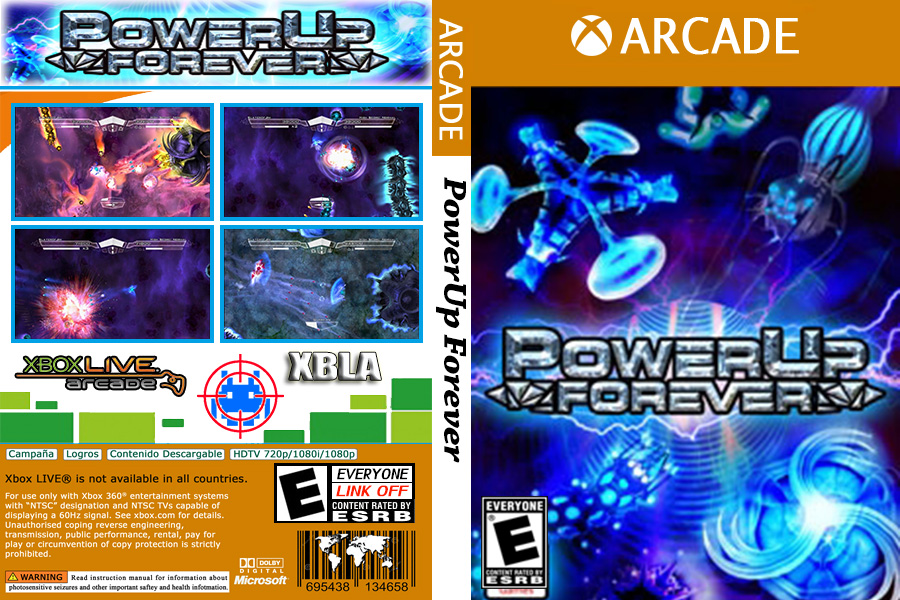 POWERUP
FOREVER
XBOX LIVE
arcade
XBLA
Campaña
Logros
Contenido Descargable
HDTV 720p/1080i/1080p
Xbox LIVE® is not available in all countries.
For use only with Xbox 360® entertainment systems
with “NTSC” designation and NTSC TVs capable of
displaying a 60Hz signal. See xbox.com for details.
Unauthorised coping reverse engineering,
transmission, public performance, rental, pay for
play or circumvention of copy protection is strictly
prohibited.
WARNING Read instruction manual for information about
photosensitive seizures and other important saftey and health infotmation.
E
EVERYONE
LINK OFF
CONTENT RATED BY
ESRB
DOLBY
DIGITAL
Microsoft
695438 134658
ARCADE
PowerUp Forever
ARCADE
POWERUP
FOREVER
EVERYONE
E
CONTENT RATED BY
ESRB